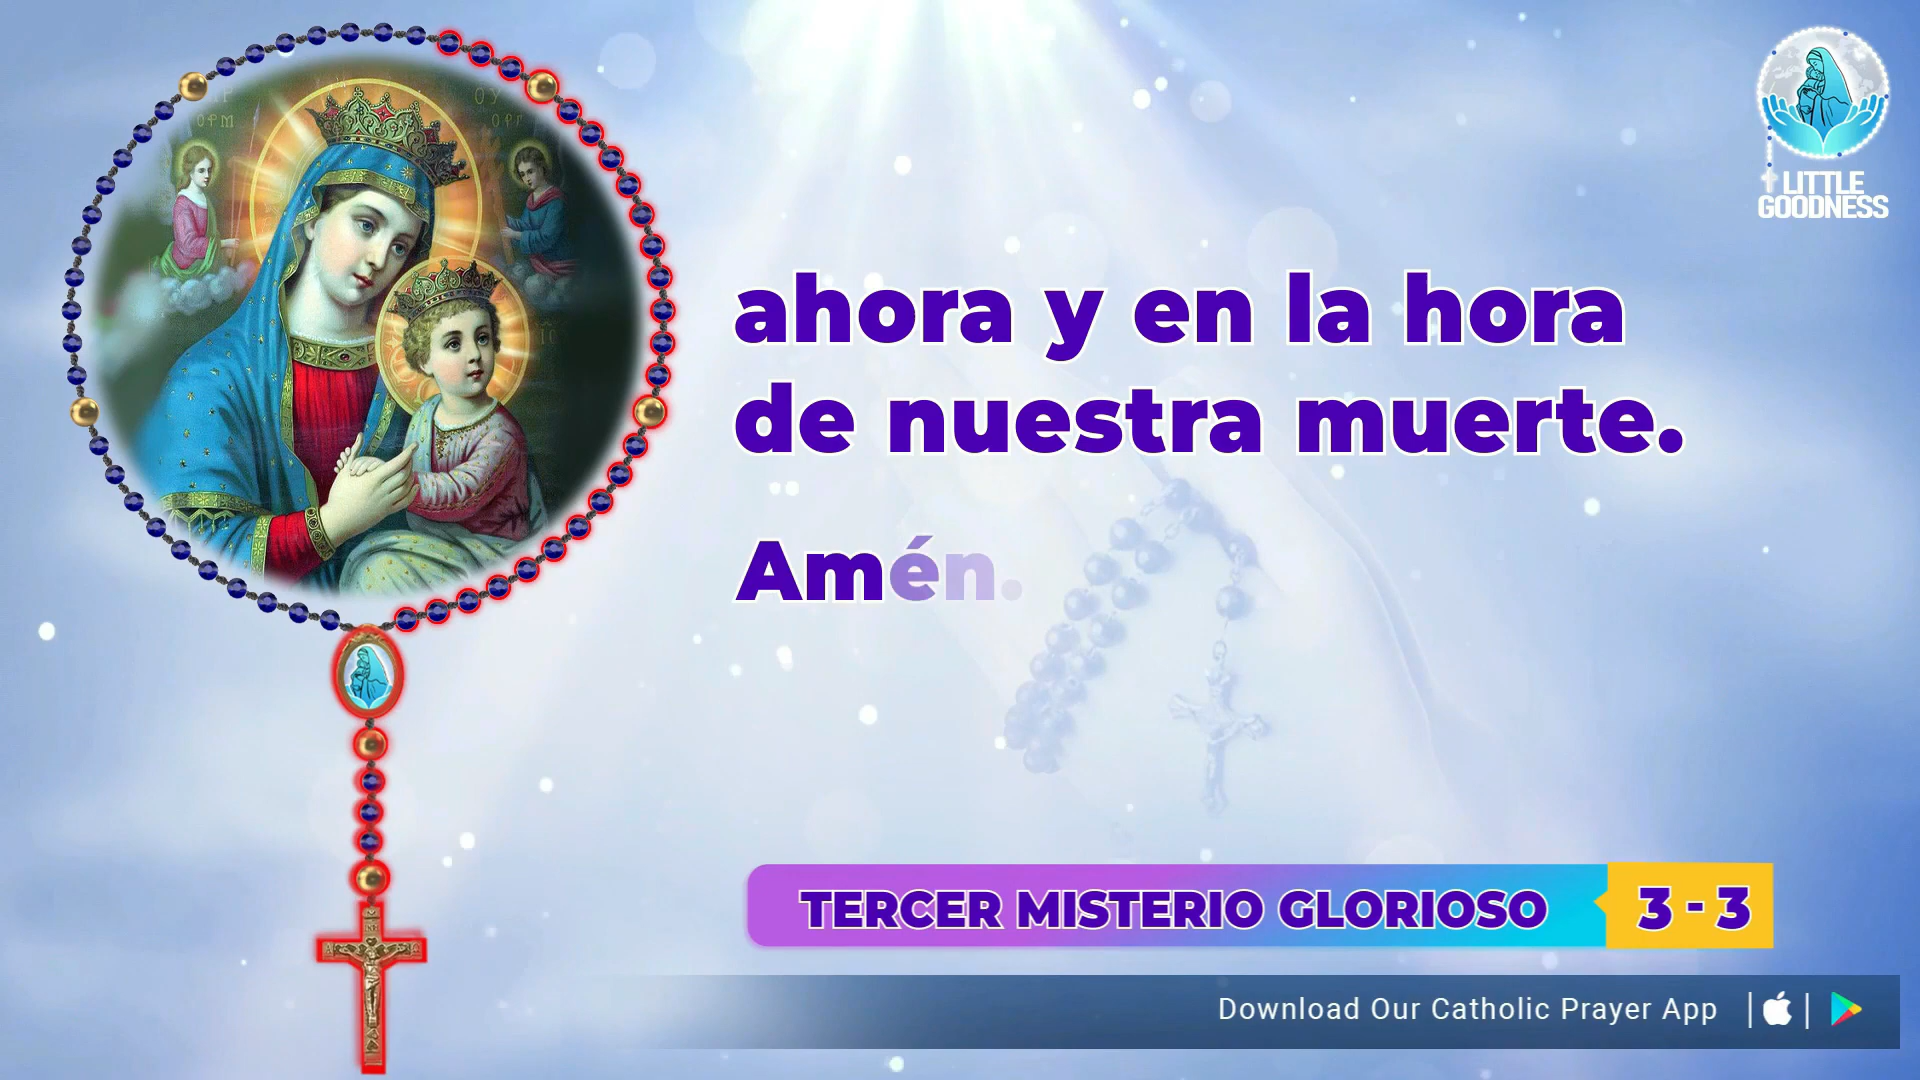 LITTLE
GOODNESS
ahora y en la hora
de nuestra muerte.
Amén.
TERCER MISTERIO GLORIOSO
3 - 3
Download Our Catholic Prayer App